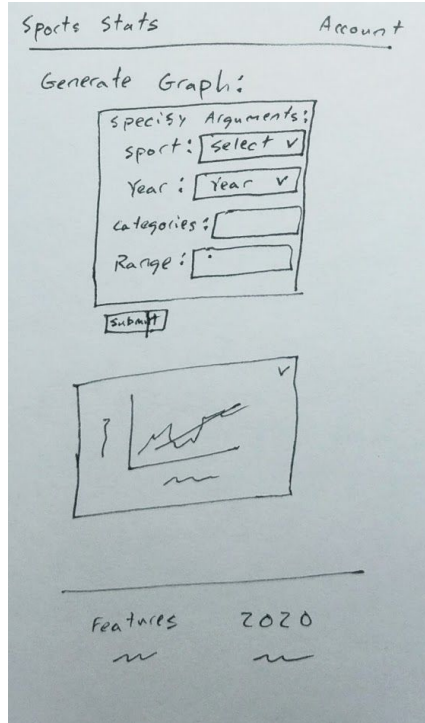 Sports Stats Account
Generate Graph:
Specify Arguments:
Sport: Select
Year: Year
Categories:
Range:
Submit
Features 2020